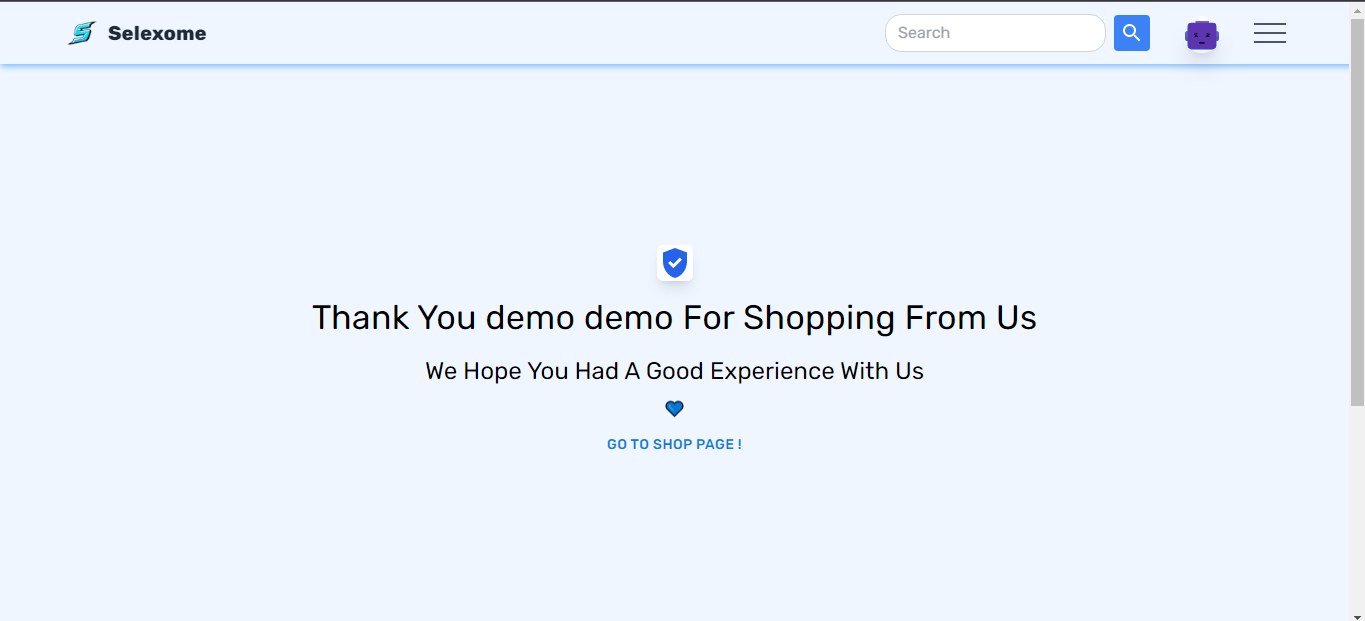 Selexome
Search
Thank You demo demo For Shopping From Us
We Hope You Had A Good Experience With Us
GO TO SHOP PAGE !